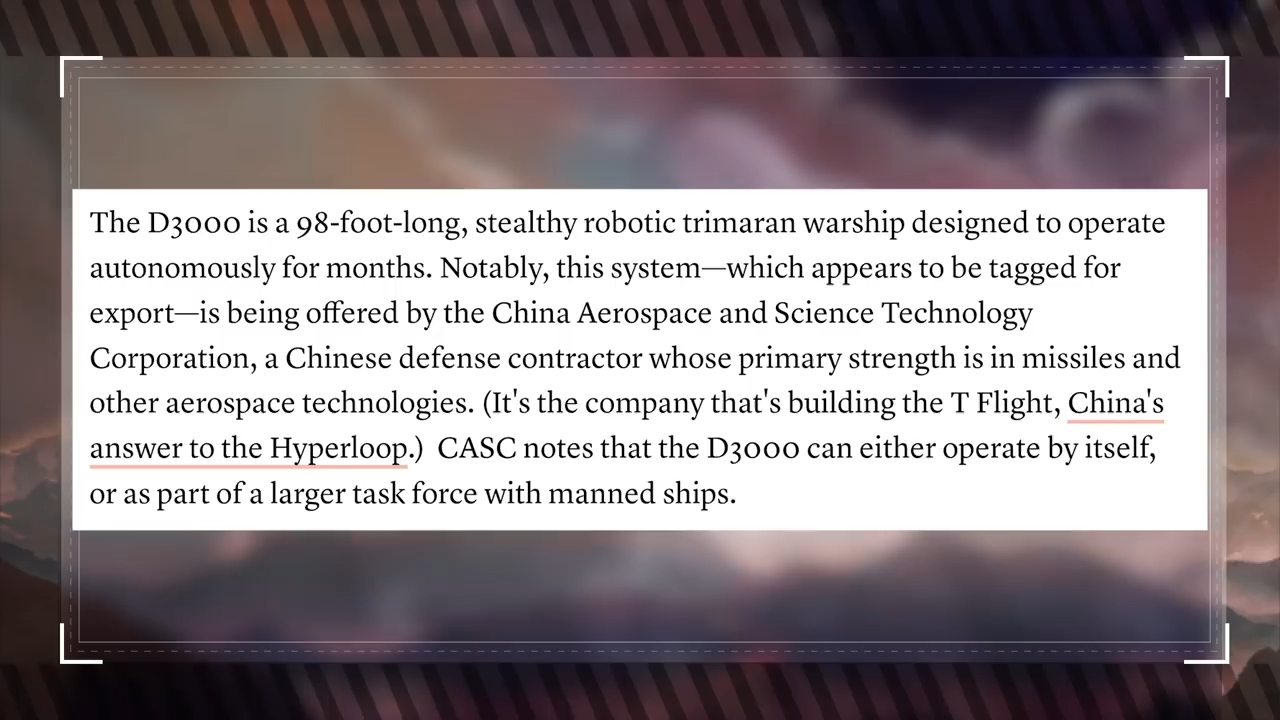 The D3000 is a 98-foot-long, stealthy robotic trimaran warship designed to operate
autonomously for months. Notably, this system—which appears to be tagged for
export—is being offered by the China Aerospace and Science Technology
Corporation, a Chinese defense contractor whose primary strength is in missiles and
other aerospace technologies. (It's the company that's building the T Flight, China's
answer to the Hyperloop.)  CASC notes that the D3000 can either operate by itself,
or as part of a larger task force with manned ships.